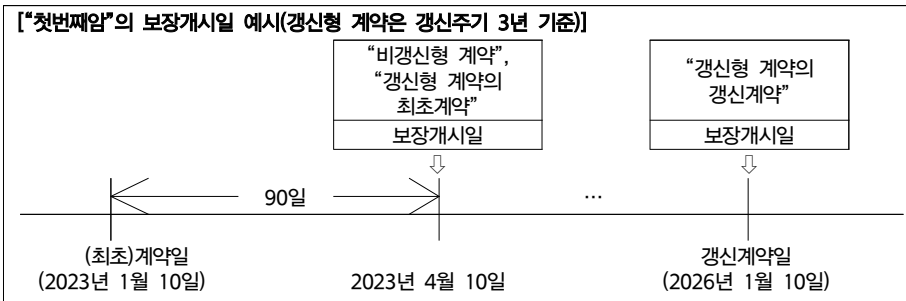 [“첫번째암”의 보장개시일 예시(갱신형 계약은 갱신주기 3년 기준)]
“비갱신형 계약”,
“갱신형 계약의
최초계약”
보장개시일
“갱신형 계약의
갱신계약”
보장개시일
90일
…
(최초)계약일
(2023년 1월 10일)
2023년 4월 10일
갱신계약일
(2026년 1월 10일)